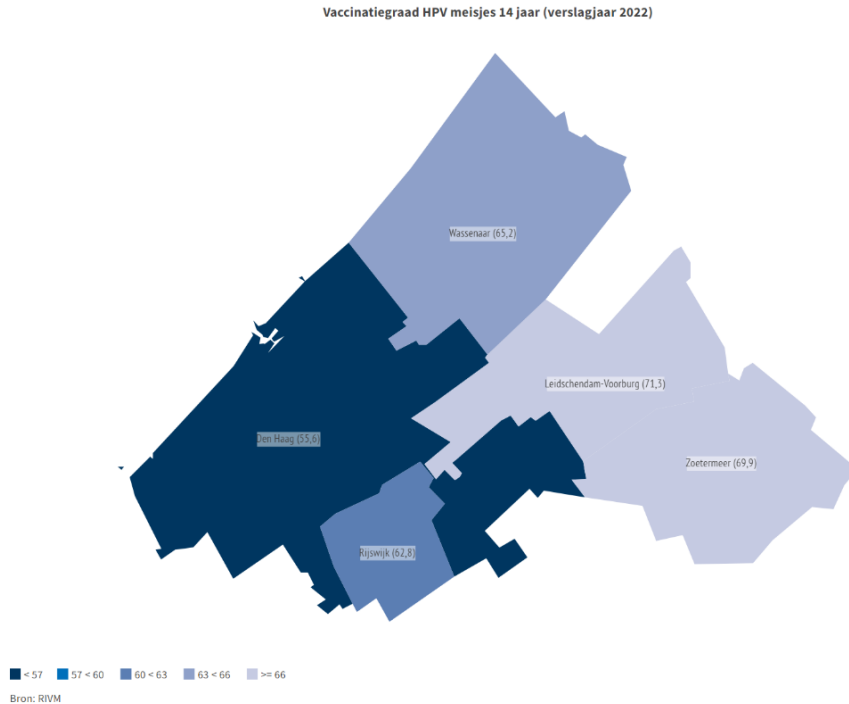 Vaccinatiegraad HPV meisjes 14 jaar (verslagjaar 2022)
Wassenaar (65,2)
Leidschendam-Voorburg (71,3)
Den Haag (55,6)
Zoetermeer (69,9)
Rijswijk (62,8)
< 57 57 < 60 60 < 63 63 < 66 >= 66
Bron: RIVM